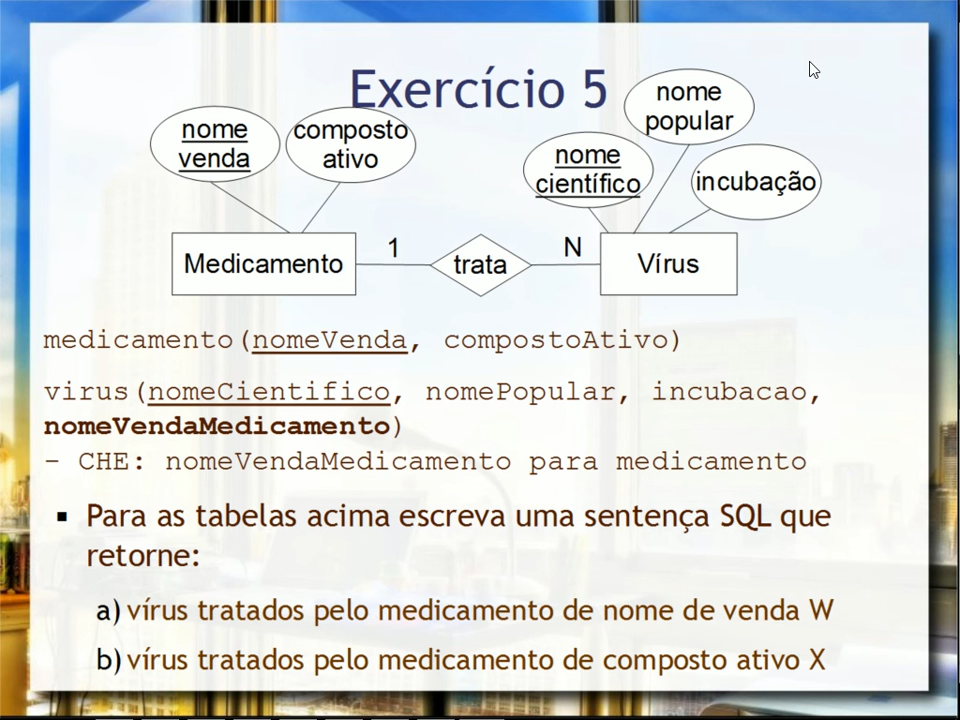 Exercício 5
nome
venda
composto
ativo
nome
científico
nome
popular
incubação
Medicamento
1
trata
N
Vírus
medicamento(nomeVenda, compostoAtivo)
virus(nomeCientifico, nomePopular, incubacao,
nomeVendaMedicamento)
– CHE: nomeVendaMedicamento para medicamento
▪ Para as tabelas acima escreva uma sentença SQL que
retorne:
a) vírus tratados pelo medicamento de nome de venda W
b) vírus tratados pelo medicamento de composto ativo X